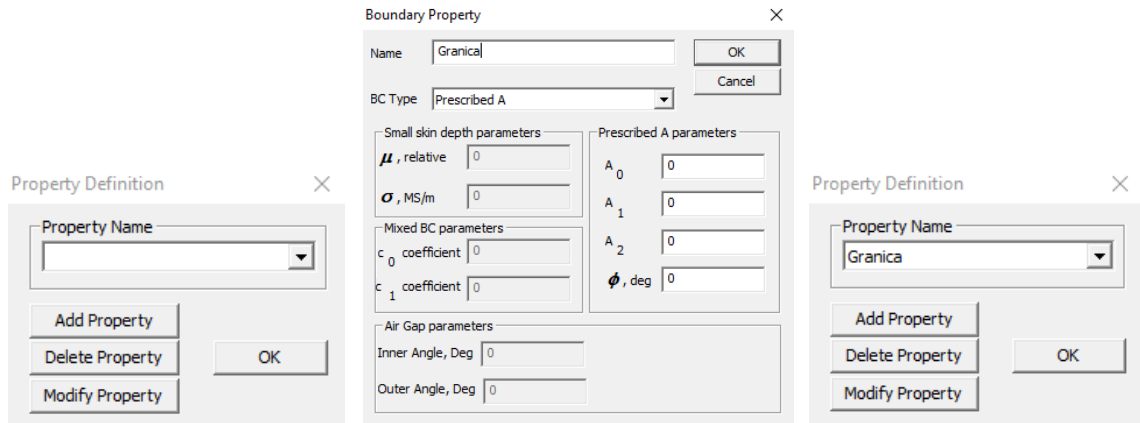 Property Definition
Property Name
Add Property
Delete Property
OK
Modify Property
Boundary Property
Name
Granica
OK
Cancel
BC Type
Prescribed A
Small skin depth parameters
μ , relative
0
σ , MS/m
0
Mixed BC parameters
c 0 coefficient
0
c 1 coefficient
0
Prescribed A parameters
A 0
0
A 1
0
A 2
0
ϕ , deg
0
Air Gap parameters
Inner Angle, Deg
0
Outer Angle, Deg
0
Property Definition
Property Name
Granica
Add Property
Delete Property
OK
Modify Property